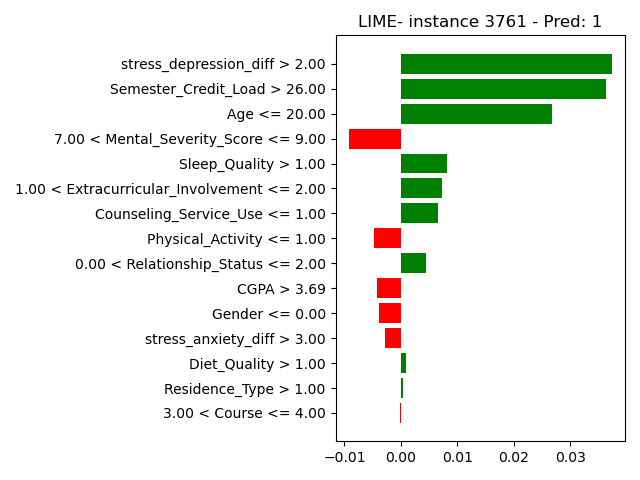 LIME- instance 3761 - Pred: 1
stress_depression_diff > 2.00
Semester_Credit_Load > 26.00
Age <= 20.00
7.00 < Mental_Severity_Score <= 9.00
Sleep_Quality > 1.00
1.00 < Extracurricular_Involvement <= 2.00
Counseling_Service_Use <= 1.00
Physical_Activity <= 1.00
0.00 < Relationship_Status <= 2.00
CGPA > 3.69
Gender <= 0.00
stress_anxiety_diff > 3.00
Diet_Quality > 1.00
Residence_Type > 1.00
3.00 < Course <= 4.00
−0.01 0.00 0.01 0.02 0.03